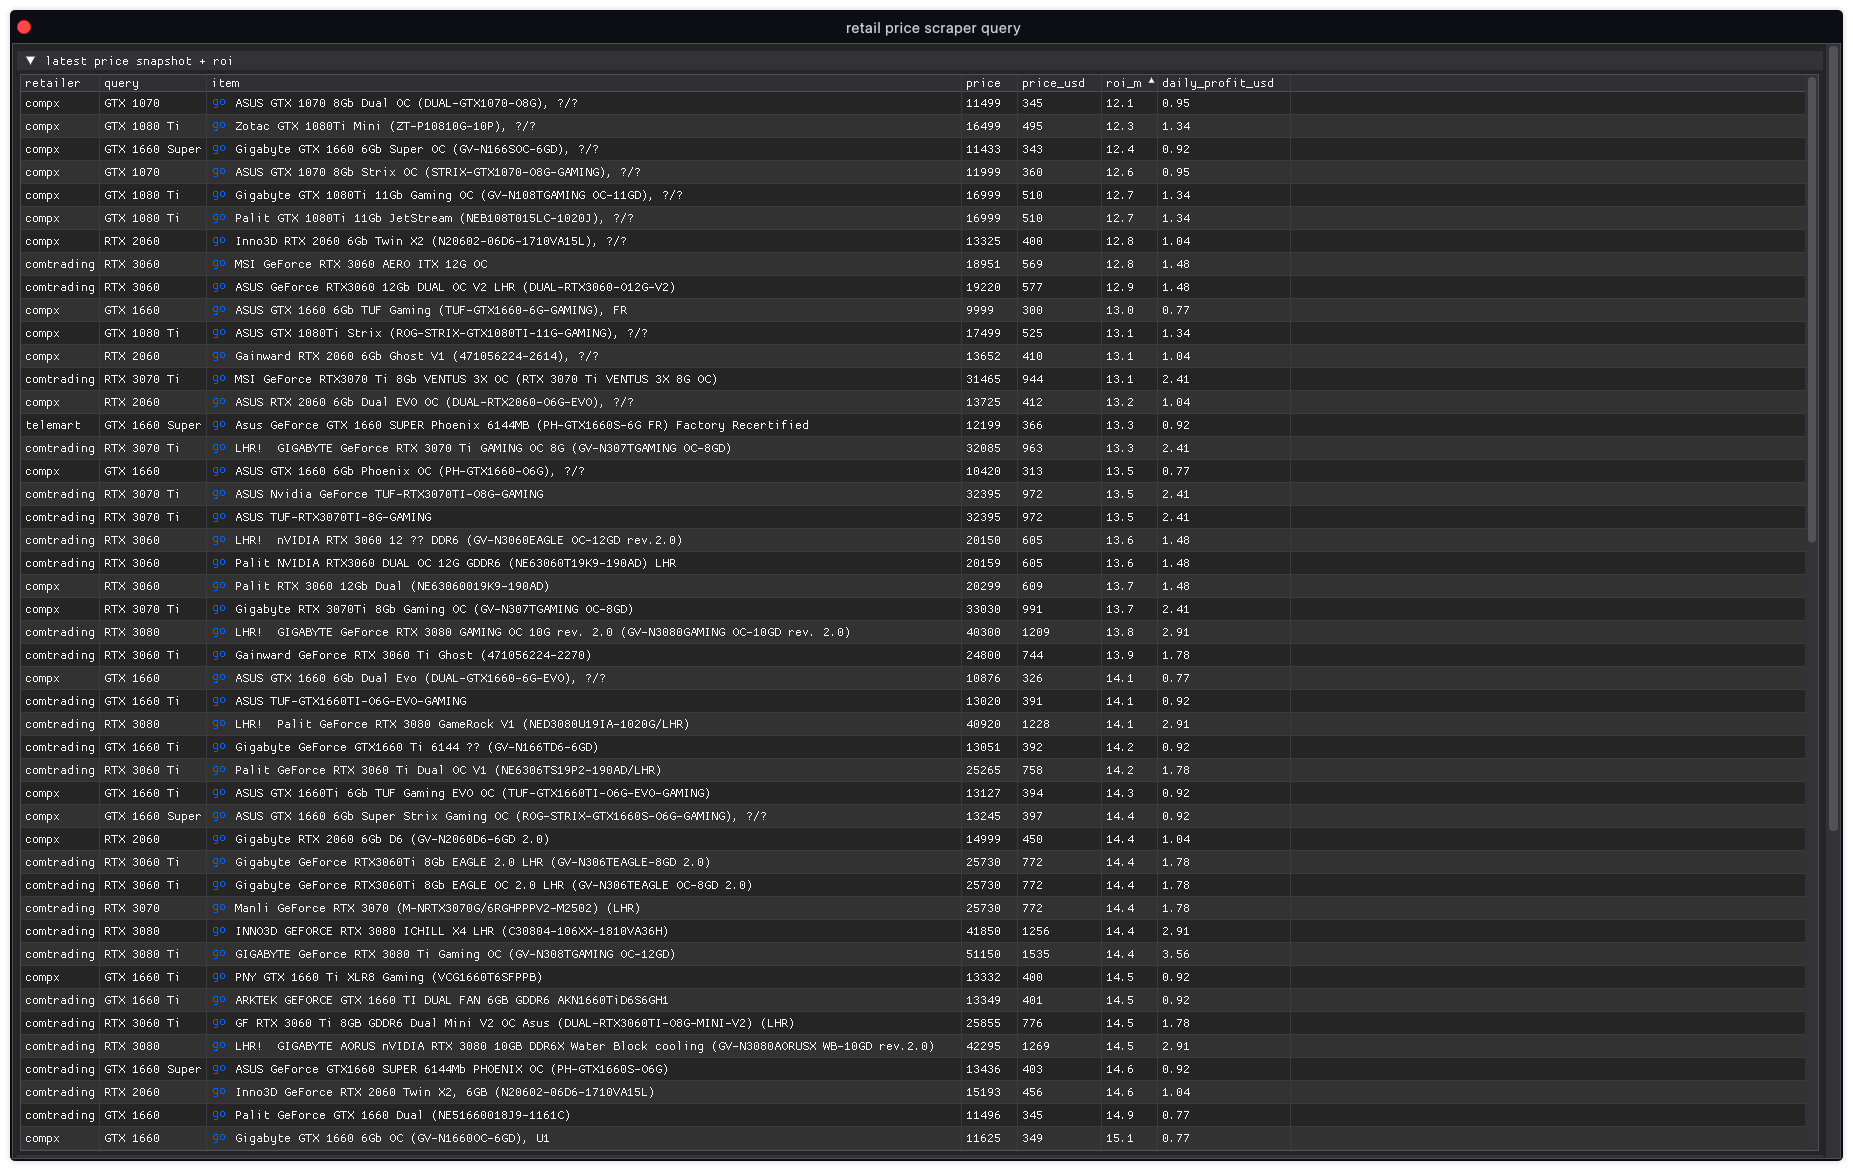 retail price scraper query
▼ latest price snapshot + roi
retailer query item price price_usd roi_m ▲ daily_profit_usd
compx GTX 1070 go ASUS GTX 1070 8Gb Dual OC (DUAL-GTX1070-O8G), ?/? 11499 345 12.1 0.95
compx GTX 1080 Ti go Zotac GTX 1080Ti Mini (ZT-P10810G-10P), ?/? 16499 495 12.3 1.34
compx GTX 1660 Super go Gigabyte GTX 1660 6Gb Super OC (GV-N166SOC-6GD), ?/? 11433 343 12.4 0.92
compx GTX 1070 go ASUS GTX 1070 8Gb Strix OC (STRIX-GTX1070-O8G-GAMING), ?/? 11999 360 12.6 0.95
compx GTX 1080 Ti go Gigabyte GTX 1080Ti 11Gb Gaming OC (GV-N108TGAMING OC-11GD), ?/? 16999 510 12.7 1.34
compx GTX 1080 Ti go Palit GTX 1080Ti 11Gb JetStream (NEB108T015LC-1020J), ?/? 16999 510 12.7 1.34
compx RTX 2060 go Inno3D RTX 2060 6Gb Twin X2 (N20602-06D6-1710VA15L), ?/? 13325 400 12.8 1.04
comtrading RTX 3060 go MSI GeForce RTX 3060 AERO ITX 12G OC 18951 569 12.8 1.48
comtrading RTX 3060 go ASUS GeForce RTX3060 12Gb DUAL OC V2 LHR (DUAL-RTX3060-O12G-V2) 19220 577 12.9 1.48
compx GTX 1660 go ASUS GTX 1660 6Gb TUF Gaming (TUF-GTX1660-6G-GAMING), FR 9999 300 13.0 0.77
compx GTX 1080 Ti go ASUS GTX 1080Ti Strix (ROG-STRIX-GTX1080TI-11G-GAMING), ?/? 17499 525 13.1 1.34
compx RTX 2060 go Gainward RTX 2060 6Gb Ghost V1 (471056224-2614), ?/? 13652 410 13.1 1.04
comtrading RTX 3070 Ti go MSI GeForce RTX3070 Ti 8Gb VENTUS 3X OC (RTX 3070 Ti VENTUS 3X 8G OC) 31465 944 13.1 2.41
compx RTX 2060 go ASUS RTX 2060 6Gb Dual EVO OC (DUAL-RTX2060-O6G-EVO), ?/? 13725 412 13.2 1.04
telemart GTX 1660 Super go Asus GeForce GTX 1660 SUPER Phoenix 6144MB (PH-GTX1660S-6G FR) Factory Recertified 12199 366 13.3 0.92
comtrading RTX 3070 Ti go LHR!  GIGABYTE GeForce RTX 3070 Ti GAMING OC 8G (GV-N307TGAMING OC-8GD) 32085 963 13.3 2.41
compx GTX 1660 go ASUS GTX 1660 6Gb Phoenix OC (PH-GTX1660-O6G), ?/? 10420 313 13.5 0.77
comtrading RTX 3070 Ti go ASUS Nvidia GeForce TUF-RTX3070TI-O8G-GAMING 32395 972 13.5 2.41
comtrading RTX 3070 Ti go ASUS TUF-RTX3070TI-8G-GAMING 32395 972 13.5 2.41
comtrading RTX 3060 go LHR!  nVIDIA RTX 3060 12 ?? DDR6 (GV-N3060EAGLE OC-12GD rev.2.0) 20150 605 13.6 1.48
comtrading RTX 3060 go Palit NVIDIA RTX3060 DUAL OC 12G GDDR6 (NE63060T19K9-190AD) LHR 20159 605 13.6 1.48
compx RTX 3060 go Palit RTX 3060 12Gb Dual (NE63060019K9-190AD) 20299 609 13.7 1.48
compx RTX 3070 Ti go Gigabyte RTX 3070Ti 8Gb Gaming OC (GV-N307TGAMING OC-8GD) 33030 991 13.7 2.41
comtrading RTX 3080 go LHR!  GIGABYTE GeForce RTX 3080 GAMING OC 10G rev. 2.0 (GV-N3080GAMING OC-10GD rev. 2.0) 40300 1209 13.8 2.91
comtrading RTX 3060 Ti go Gainward GeForce RTX 3060 Ti Ghost (471056224-2270) 24800 744 13.9 1.78
compx GTX 1660 go ASUS GTX 1660 6Gb Dual Evo (DUAL-GTX1660-6G-EVO), ?/? 10876 326 14.1 0.77
comtrading GTX 1660 Ti go ASUS TUF-GTX1660TI-O6G-EVO-GAMING 13020 391 14.1 0.92
comtrading RTX 3080 go LHR!  Palit GeForce RTX 3080 GameRock V1 (NED3080U19IA-1020G/LHR) 40920 1228 14.1 2.91
comtrading GTX 1660 Ti go Gigabyte GeForce GTX1660 Ti 6144 ?? (GV-N166TD6-6GD) 13051 392 14.2 0.92
comtrading RTX 3060 Ti go Palit GeForce RTX 3060 Ti Dual OC V1 (NE6306TS19P2-190AD/LHR) 25265 758 14.2 1.78
compx GTX 1660 Ti go ASUS GTX 1660Ti 6Gb TUF Gaming EVO OC (TUF-GTX1660TI-O6G-EVO-GAMING) 13127 394 14.3 0.92
compx GTX 1660 Super go ASUS GTX 1660 6Gb Super Strix Gaming OC (ROG-STRIX-GTX1660S-O6G-GAMING), ?/? 13245 397 14.4 0.92
compx RTX 2060 go Gigabyte RTX 2060 6Gb D6 (GV-N2060D6-6GD 2.0) 14999 450 14.4 1.04
comtrading RTX 3060 Ti go Gigabyte GeForce RTX3060Ti 8Gb EAGLE 2.0 LHR (GV-N306TEAGLE-8GD 2.0) 25730 772 14.4 1.78
comtrading RTX 3060 Ti go Gigabyte GeForce RTX3060Ti 8Gb EAGLE OC 2.0 LHR (GV-N306TEAGLE OC-8GD 2.0) 25730 772 14.4 1.78
comtrading RTX 3070 go Manli GeForce RTX 3070 (M-NRTX3070G/6RGHPPPV2-M2502) (LHR) 25730 772 14.4 1.78
comtrading RTX 3080 go INNO3D GEFORCE RTX 3080 ICHILL X4 LHR (C30804-106XX-1810VA36H) 41850 1256 14.4 2.91
comtrading RTX 3080 Ti go GIGABYTE GeForce RTX 3080 Ti Gaming OC (GV-N308TGAMING OC-12GD) 51150 1535 14.4 3.56
compx GTX 1660 Ti go PNY GTX 1660 Ti XLR8 Gaming (VCG1660T6SFPPB) 13332 400 14.5 0.92
comtrading GTX 1660 Ti go ARKTEK GEFORCE GTX 1660 TI DUAL FAN 6GB GDDR6 AKN1660TiD6S6GH1 13349 401 14.5 0.92
comtrading RTX 3060 Ti go GF RTX 3060 Ti 8GB GDDR6 Dual Mini V2 OC Asus (DUAL-RTX3060TI-O8G-MINI-V2) (LHR) 25855 776 14.5 1.78
comtrading RTX 3080 go LHR!  GIGABYTE AORUS nVIDIA RTX 3080 10GB DDR6X Water Block cooling (GV-N3080AORUSX WB-10GD rev.2.0) 42295 1269 14.5 2.91
comtrading GTX 1660 Super go ASUS GeForce GTX1660 SUPER 6144Mb PHOENIX OC (PH-GTX1660S-O6G) 13436 403 14.6 0.92
comtrading RTX 2060 go Inno3D GeForce RTX 2060 Twin X2, 6GB (N20602-06D6-1710VA15L) 15193 456 14.6 1.04
comtrading GTX 1660 go Palit GeForce GTX 1660 Dual (NE51660018J9-1161C) 11496 345 14.9 0.77
compx GTX 1660 go Gigabyte GTX 1660 6Gb OC (GV-N1660OC-6GD), U1 11625 349 15.1 0.77